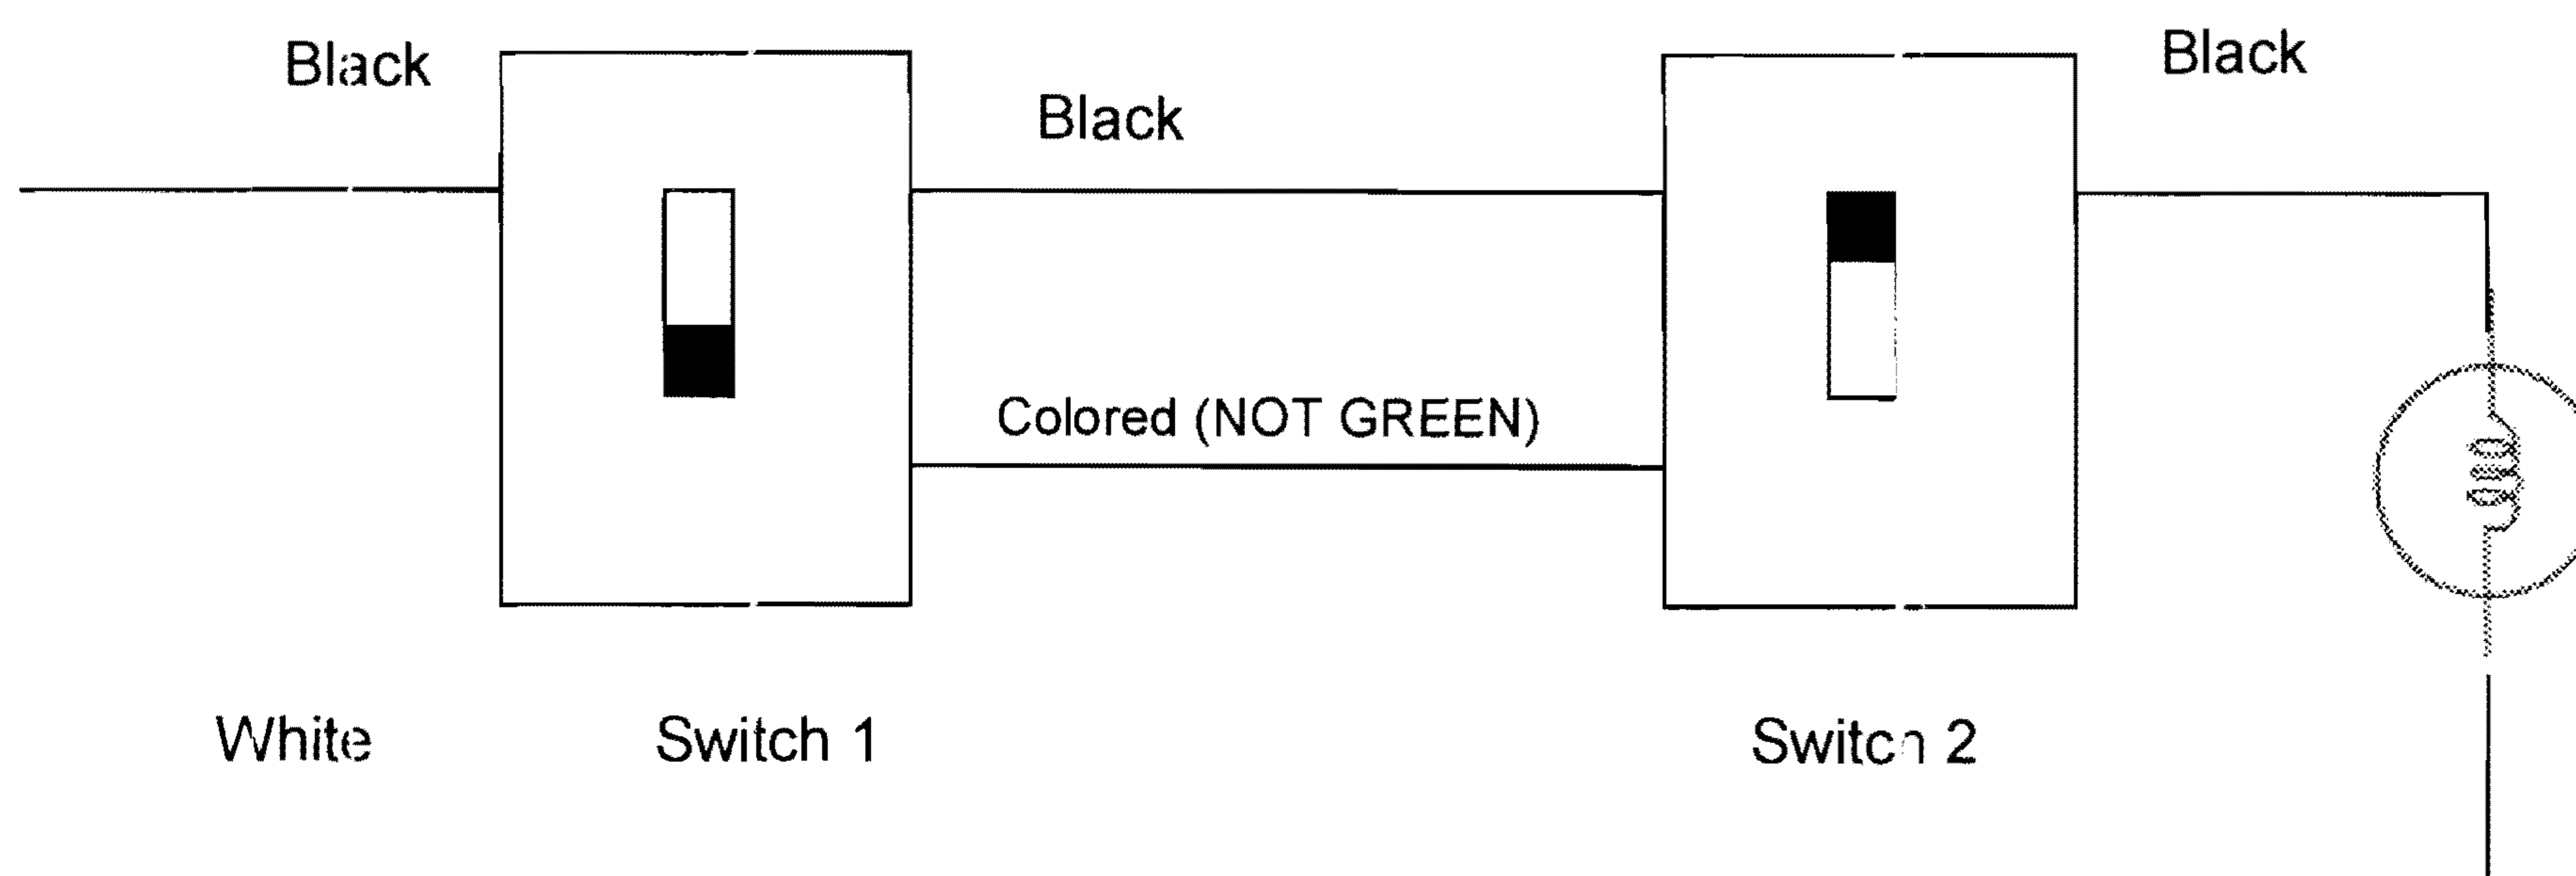 Black
Black
Black
Colored (NOT GREEN)
White
Switch 1
Switch 2